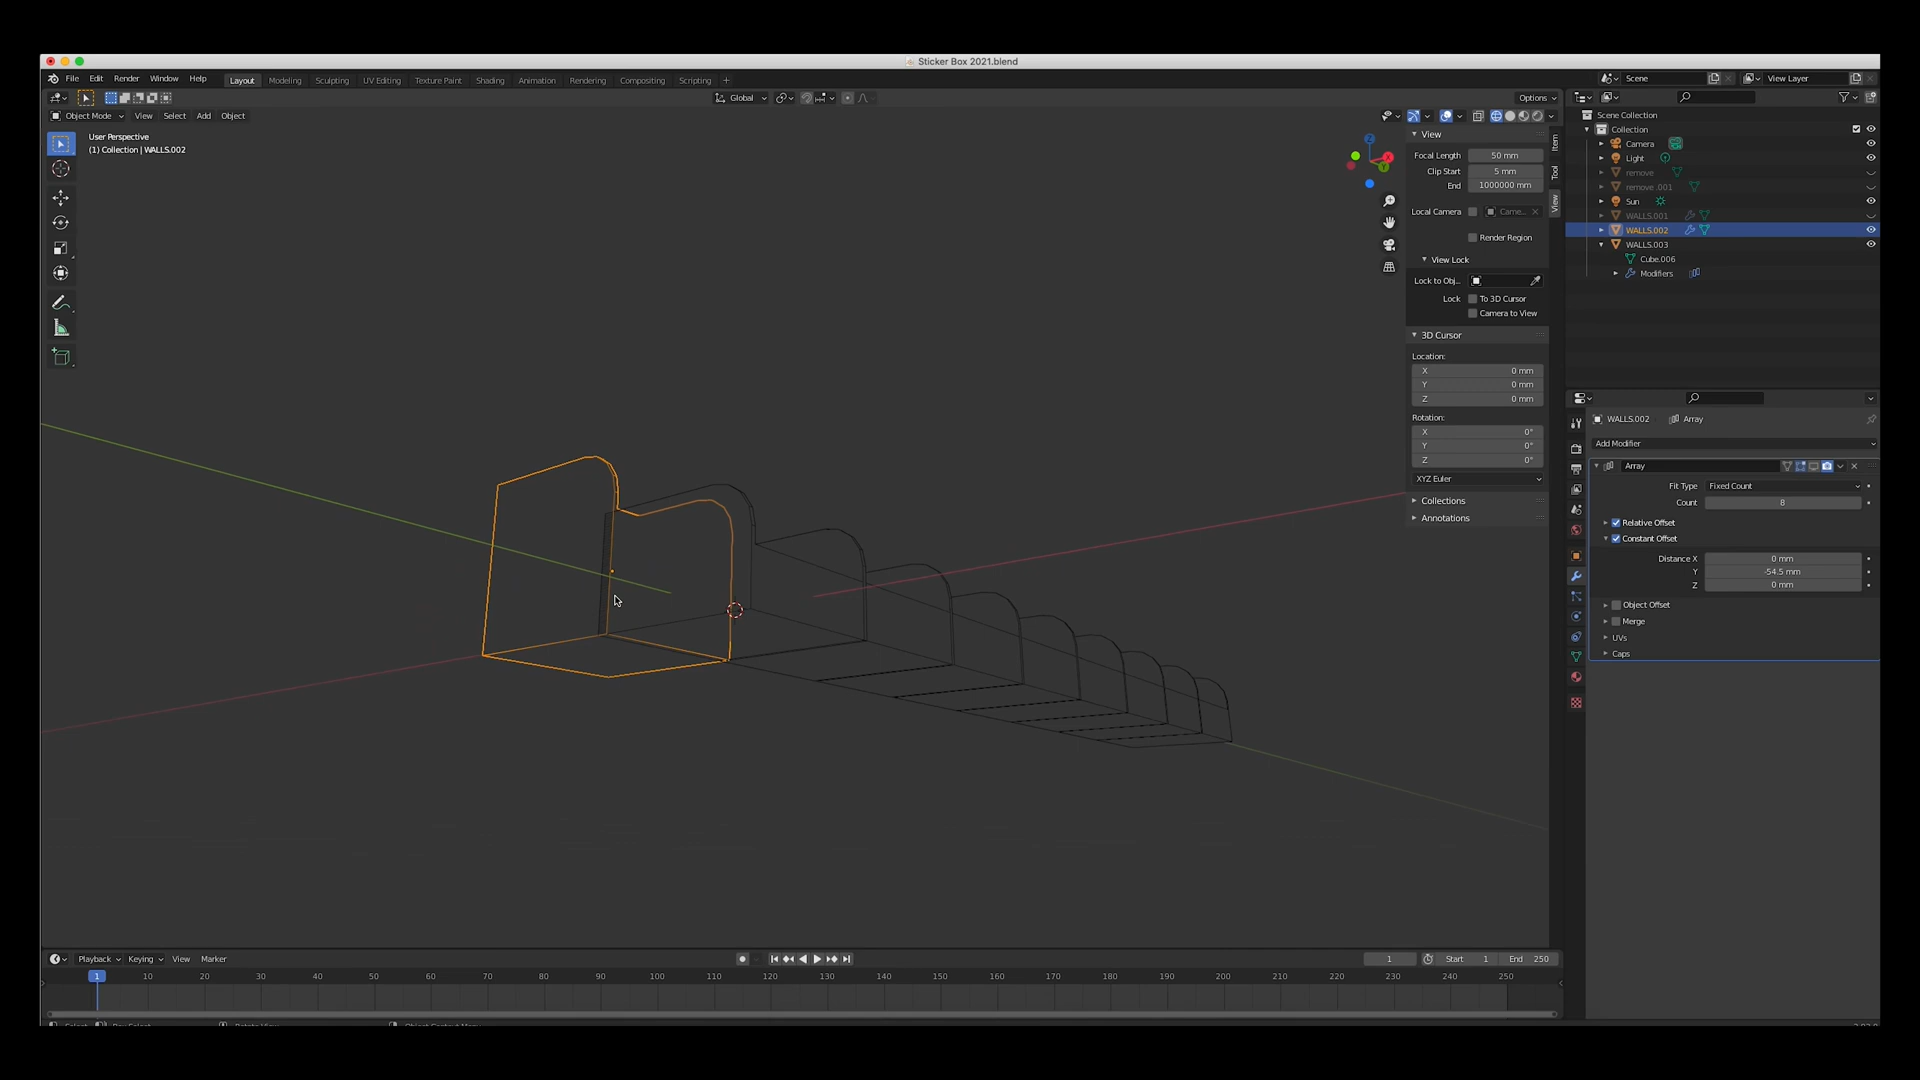 Sticker Box 2021.blend
File Edit Render Window Help Layout Modeling Sculpting UV Editing Texture Paint Shading Animation Rendering Compositing Scripting + Scene View Layer
Global Options
Object Mode View Select Add Object
User Perspective
(1) Collection | WALLS.002
Z
X
Y
View
Focal Length 50 mm
Clip Start 5 mm
End 1000000 mm
Local Camera Came...
Render Region
View Lock
Lock to Obj...
Lock To 3D Cursor
Camera to View
3D Cursor
Location:
X 0 mm
Y 0 mm
Z 0 mm
Rotation:
X 0°
Y 0°
Z 0°
XYZ Euler
Collections
Annotations
Item
Tool
View
Scene Collection
Collection
Camera
Light
remove
remove .001
Sun
WALLS.001
WALLS.002
WALLS.003
Cube.006
Modifiers
WALLS.002 Array
Add Modifier
Array
Fit Type Fixed Count
Count 8
Relative Offset
Constant Offset
Distance X 0 mm
Y -54.5 mm
Z 0 mm
Object Offset
Merge
UVs
Caps
Playback Keying View Marker 1 Start 1 End 250
1 10 20 30 40 50 60 70 80 90 100 110 120 130 140 150 160 170 180 190 200 210 220 230 240 250